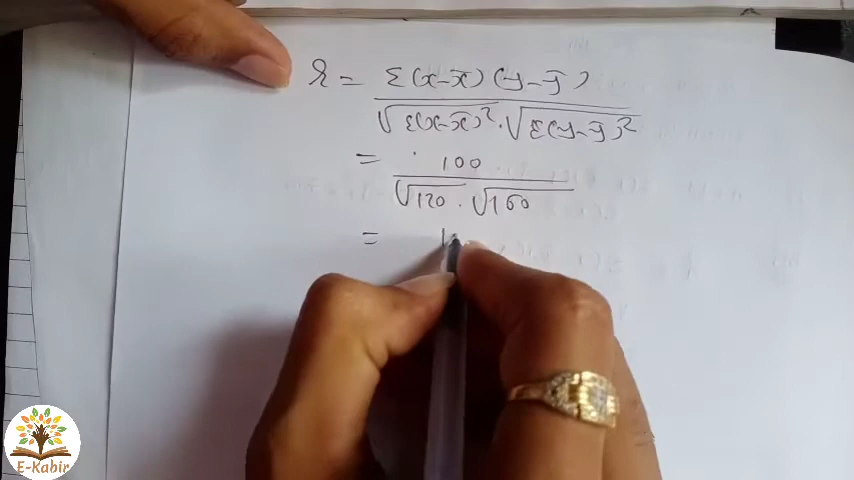 r = Σ(x-x̄)(y-ȳ) / √Σ(x-x̄)² · √Σ(y-ȳ)²
= 100 / √120 · √160
= 1
E-Kabir